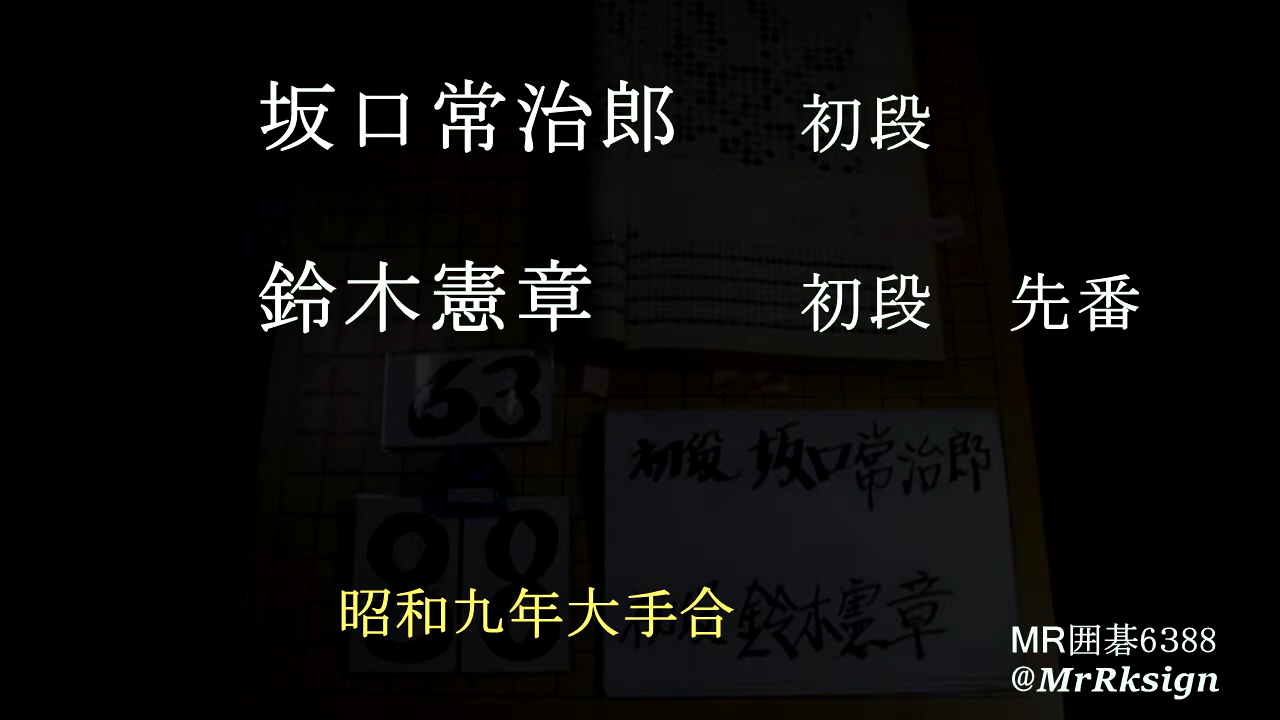 坂口常治郎 初段
鈴木憲章 初段 先番
63
初段 坂口常治郎
88
初段 鈴木憲章
昭和九年大手合
MR囲碁6388
@MrRksign